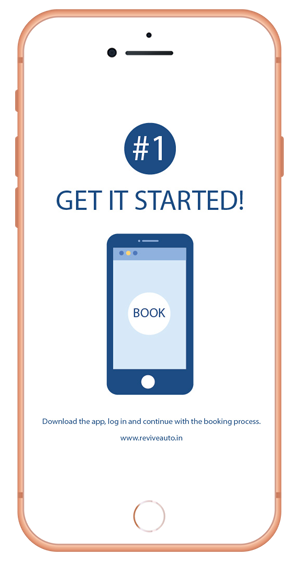 #1
GET IT STARTED!
BOOK
Download the app, log in and continue with the booking process.
www.reviveauto.in